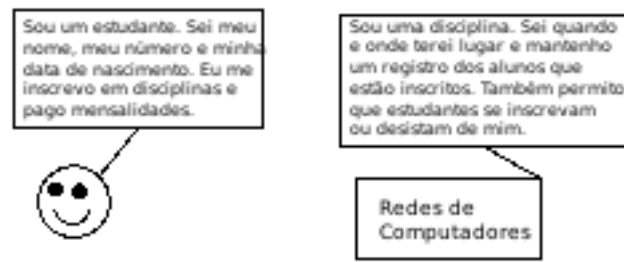 Sou um estudante. Sei meu
nome, meu número e minha
data de nascimento. Eu me
inscrevo em disciplinas e
pago mensalidades.
Sou uma disciplina. Sei quando
e onde terei lugar e mantenho
um registro dos alunos que
estão inscritos. Também permito
que estudantes se inscrevam
ou desistam de mim.
Redes de
Computadores